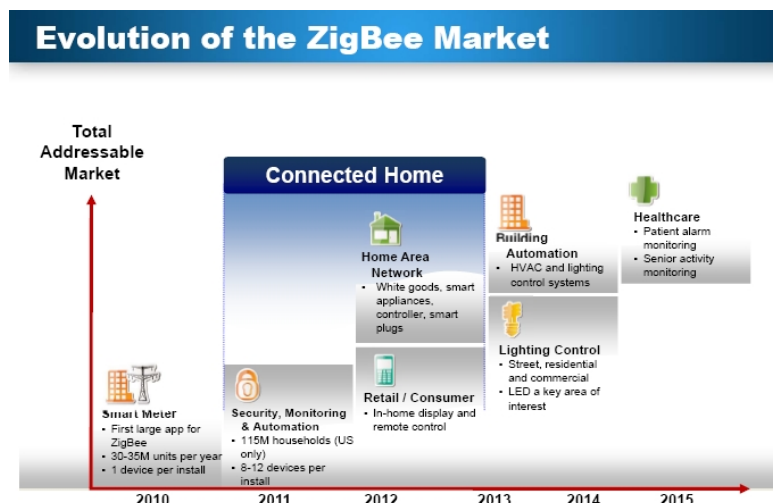 Evolution of the ZigBee Market
Total
Addressable
Market
Connected Home
Smart Meter
• First large app for
ZigBee
• 30-35M units per year
• 1 device per install
Security, Monitoring
& Automation
• 115M households (US
only)
• 8-12 devices per
install
Home Area
Network
• White goods, smart
appliances,
controller, smart
plugs
Retail / Consumer
• In-home display and
remote control
Building
Automation
• HVAC and lighting
control systems
Lighting Control
• Street, residential
and commercial
• LED a key area of
interest
Healthcare
• Patient alarm
monitoring
• Senior activity
monitoring
2010 2011 2012 2013 2014 2015